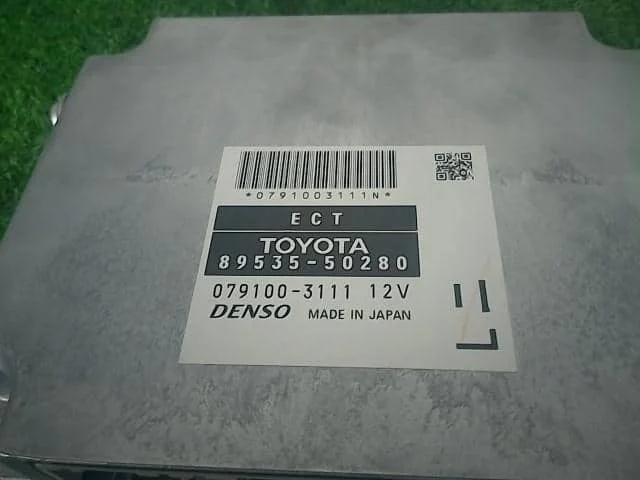 *0791003111N*
ECT
TOYOTA
89535-50280
079100-3111 12V
DENSO MADE IN JAPAN